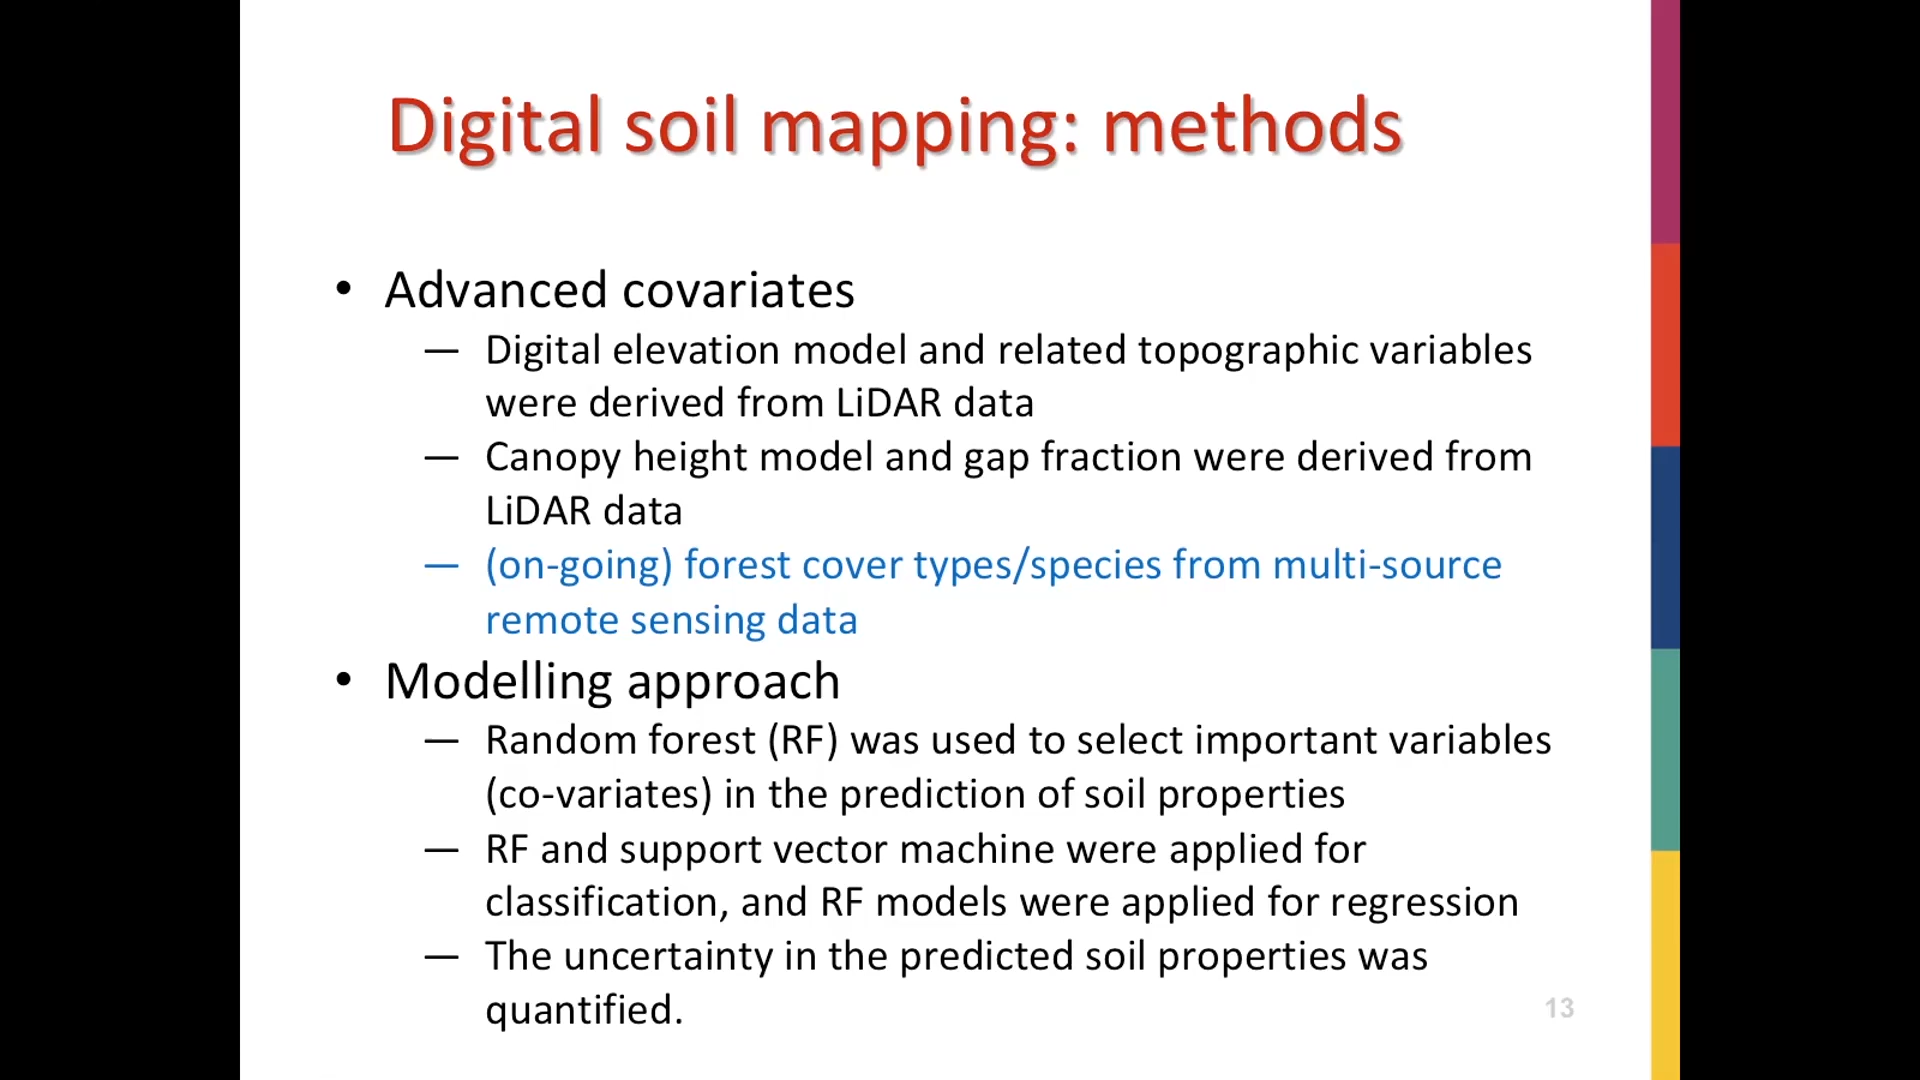 Digital soil mapping: methods
• Advanced covariates
— Digital elevation model and related topographic variables
were derived from LiDAR data
— Canopy height model and gap fraction were derived from
LiDAR data
— (on-going) forest cover types/species from multi-source
remote sensing data
• Modelling approach
— Random forest (RF) was used to select important variables
(co-variates) in the prediction of soil properties
— RF and support vector machine were applied for
classification, and RF models were applied for regression
— The uncertainty in the predicted soil properties was
quantified.
13